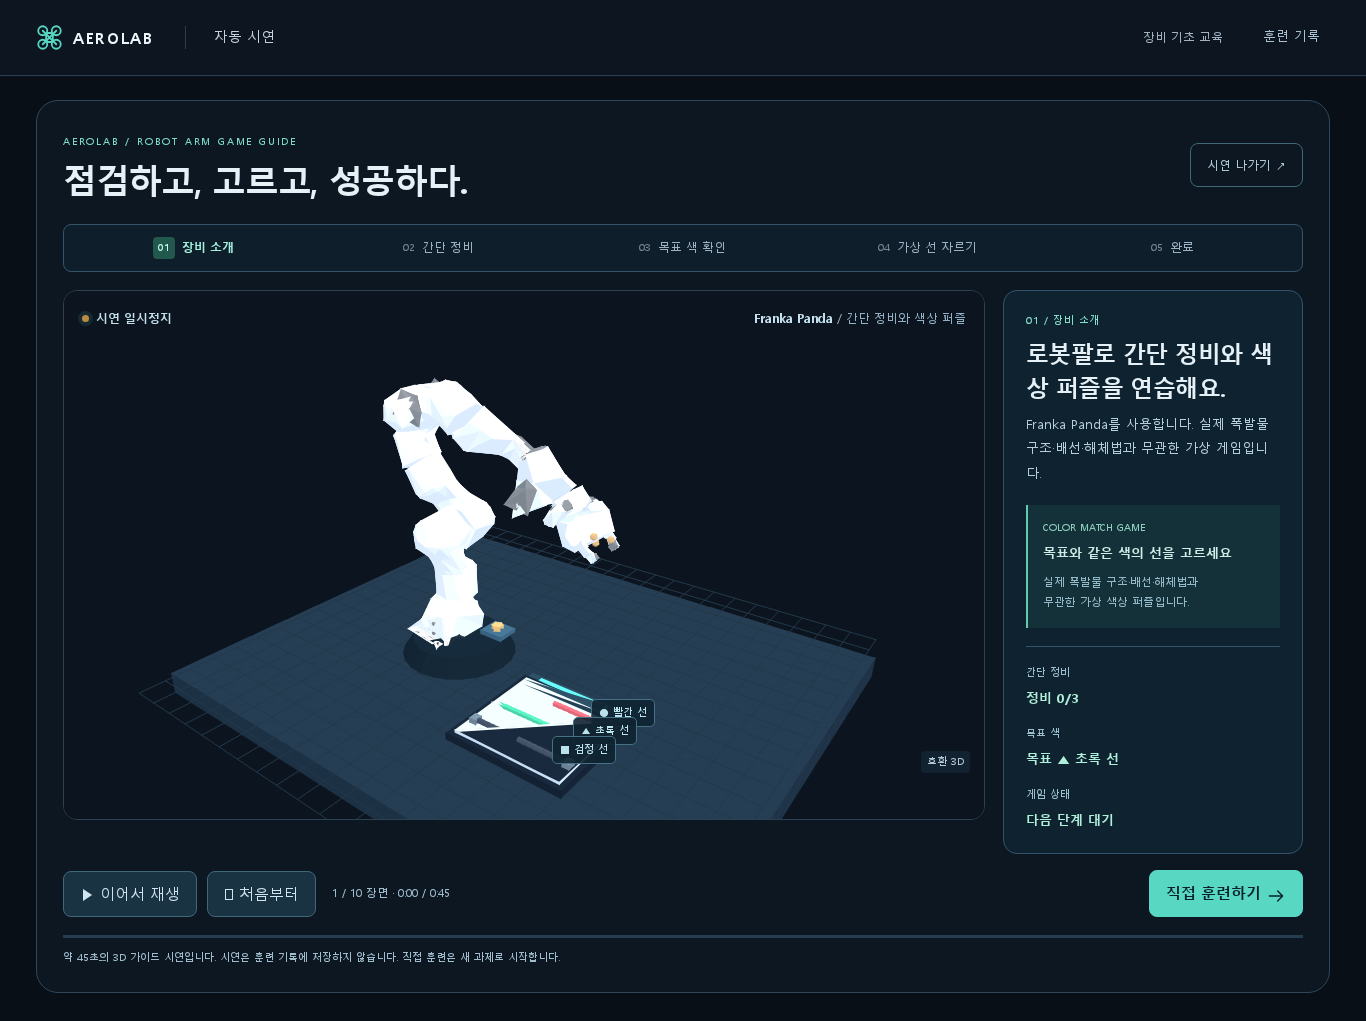 AEROLAB
자동 시연
장비 기초 교육
훈련 기록
AEROLAB / ROBOT ARM GAME GUIDE
점검하고, 고르고, 성공하다.
시연 나가기 ↗
01 장비 소개
02 간단 정비
03 목표 색 확인
04 가상 선 자르기
05 완료
시연 일시정지
Franka Panda / 간단 정비와 색상 퍼즐
● 빨간 선
▲ 초록 선
■ 검정 선
호환 3D
01 / 장비 소개
로봇팔로 간단 정비와 색
상 퍼즐을 연습해요.
Franka Panda를 사용합니다. 실제 폭발물
구조·배선·해체법과 무관한 가상 게임입니
다.
COLOR MATCH GAME
목표와 같은 색의 선을 고르세요
실제 폭발물 구조·배선·해체법과
무관한 가상 색상 퍼즐입니다.
간단 정비
정비 0/3
목표 색
목표 ▲ 초록 선
게임 상태
다음 단계 대기
▶ 이어서 재생
처음부터
1 / 10 장면 · 0:00 / 0:45
직접 훈련하기 →
약 45초의 3D 가이드 시연입니다. 시연은 훈련 기록에 저장하지 않습니다. 직접 훈련은 새 과제로 시작합니다.